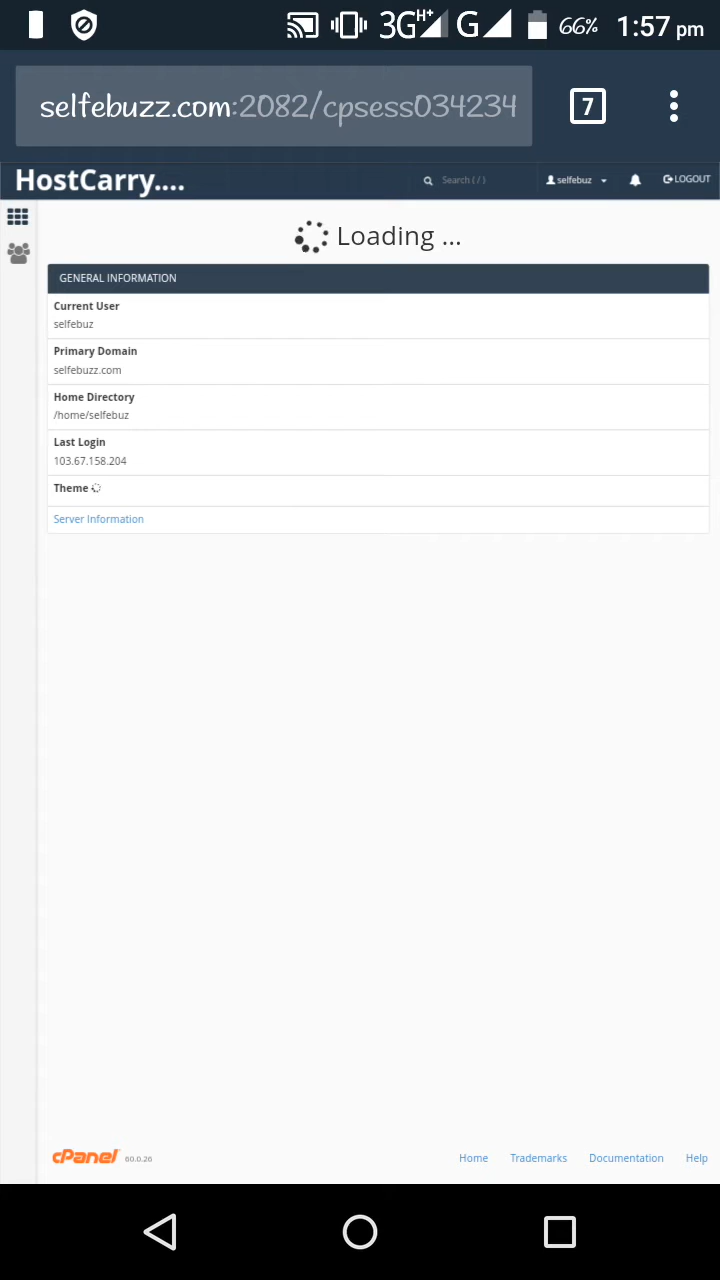 3G H+ G 66% 1:57 pm
selfebuzz.com:2082/cpsess034234
7
HostCarry....
Search ( / )
selfebuz
LOGOUT
Loading ...
GENERAL INFORMATION
Current User
selfebuz
Primary Domain
selfebuzz.com
Home Directory
/home/selfebuz
Last Login
103.67.158.204
Theme
Server Information
cPanel 60.0.26
Home Trademarks Documentation Help